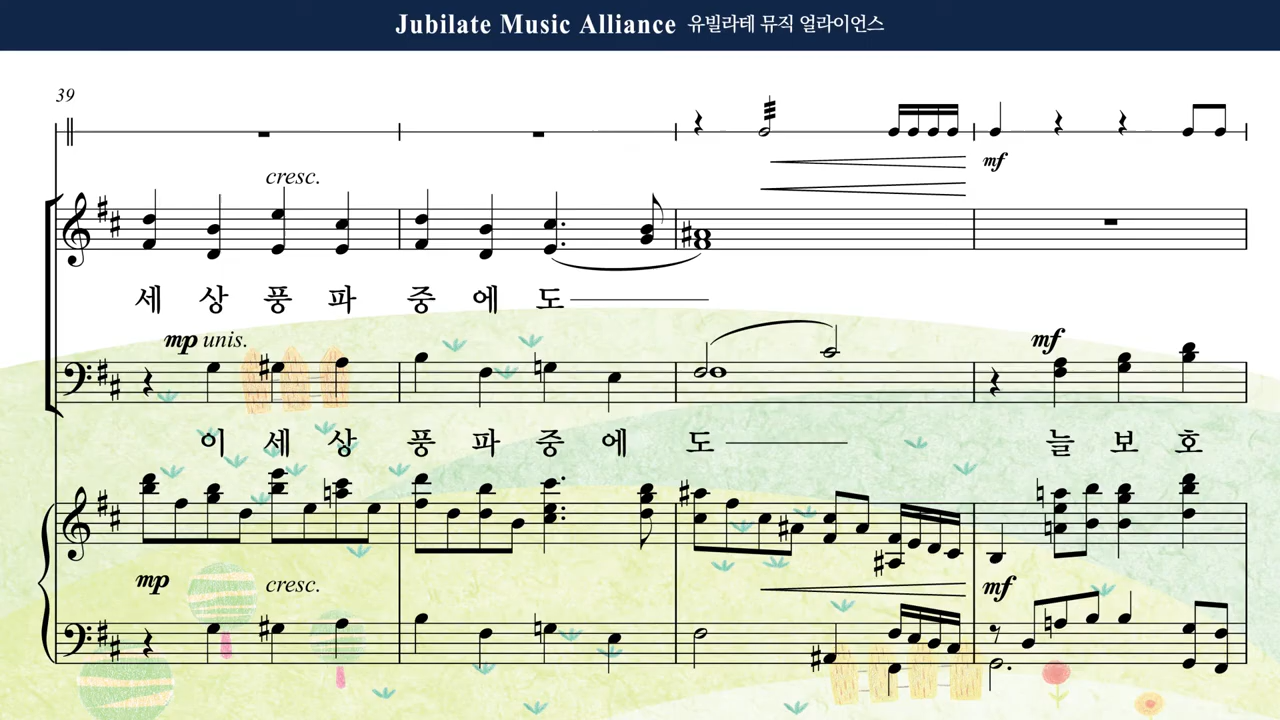 Jubilate Music Alliance 유빌라테 뮤직 얼라이언스
39
mf
cresc.
세 상 풍 파 중 에 도
mp unis. mf
이 세 상 풍 파 중 에 도 늘 보 호
mp cresc. mf